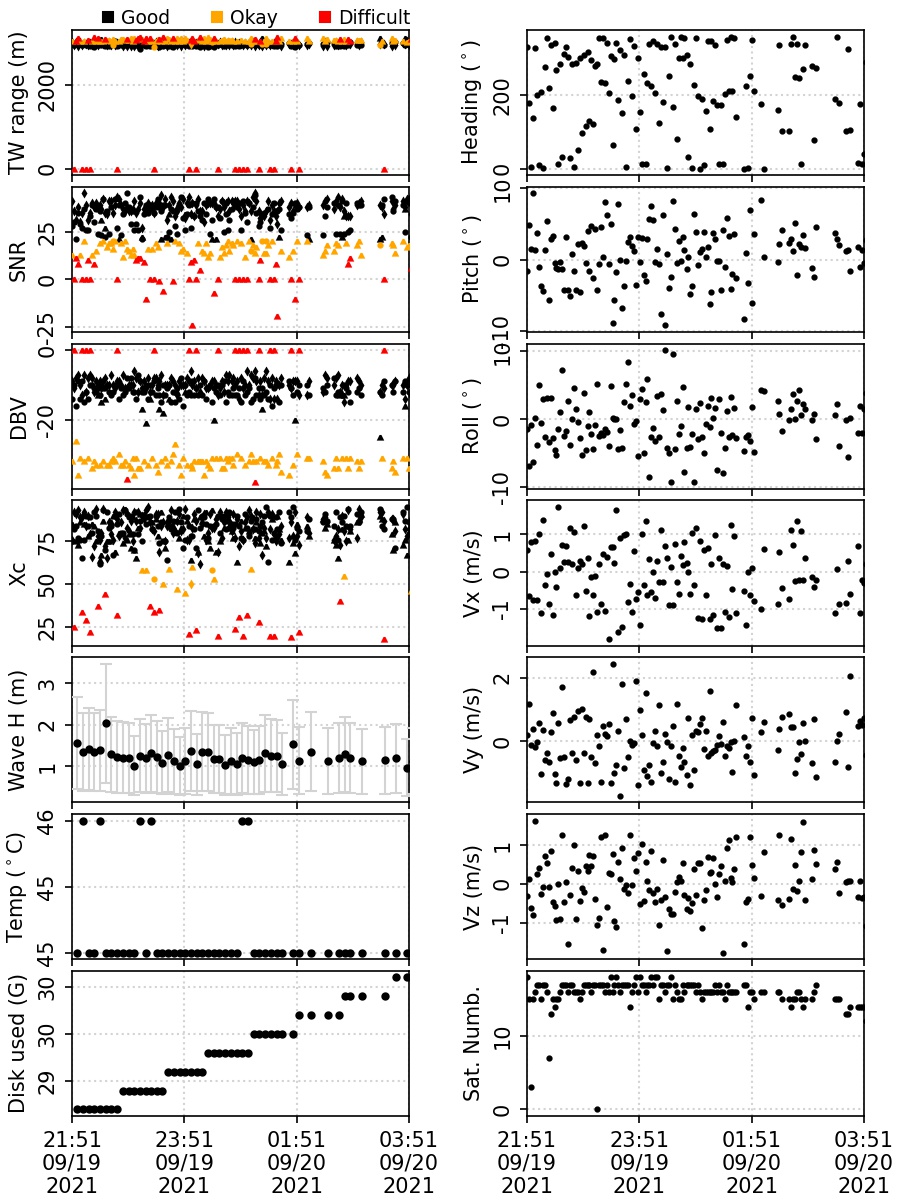 Good Okay Difficult
TW range (m)
2000
0
Heading ( ° )
200
0
SNR
25
0
-25
Pitch ( ° )
10
0
-10
DBV
0
-20
Roll ( ° )
10
0
-10
Xc
75
50
25
Vx (m/s)
1
0
-1
Wave H (m)
3
2
1
Vy (m/s)
2
0
Temp ( ° C)
46
45
45
Vz (m/s)
1
0
-1
Disk used (G)
30
30
29
Sat. Numb.
10
0
21:51 23:51 01:51 03:51 21:51 23:51 01:51 03:51
09/19 09/19 09/20 09/20 09/19 09/19 09/20 09/20
2021 2021 2021 2021 2021 2021 2021 2021